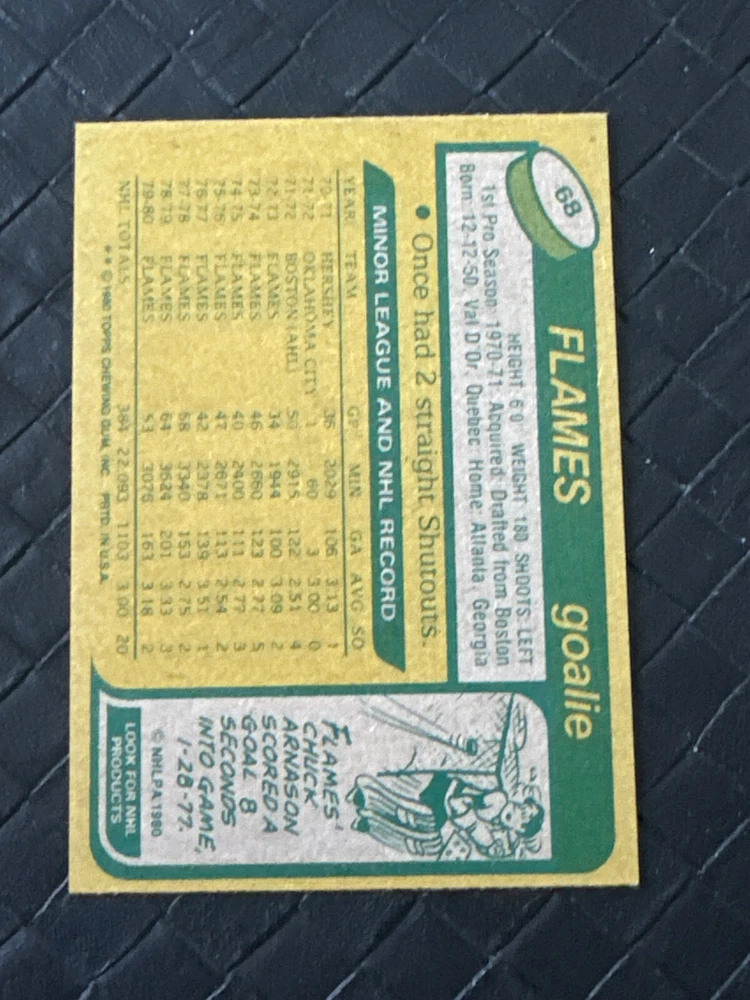 68
FLAMES goalie
HEIGHT: 6'0" WEIGHT: 180 SHOOTS: LEFT
1st Pro Season: 1970-71 Acquired: Drafted from Boston
Born: 12-12-50, Val D'Or, Quebec Home: Atlanta, Georgia
• Once had 2 straight Shutouts.
MINOR LEAGUE AND NHL RECORD
YEAR TEAM GP MIN GA AVG SO
70-71 HERSHEY 36 2029 106 3.13 1
71-72 OKLAHOMA CITY 1 60 3 3.00 0
71-72 BOSTON (AHL) 50 2915 122 2.51 4
72-73 FLAMES 34 1944 100 3.09 2
73-74 FLAMES 46 2660 123 2.77 5
74-75 FLAMES 40 2400 111 2.77 3
75-76 FLAMES 47 2671 113 2.54 2
76-77 FLAMES 42 2378 139 3.51 1
77-78 FLAMES 68 3340 153 2.75 2
78-79 FLAMES 64 3624 201 3.33 3
79-80 FLAMES 53 3076 163 3.18 2
NHL TOTALS 384 22,093 1103 3.00 20
** © 1980 TOPPS CHEWING GUM, INC. PRTD. IN U.S.A.
FLAMES'
CHUCK
ARNASON
SCORED A
GOAL 8
SECONDS
INTO GAME,
1-28-77.
© NHLPA 1980
LOOK FOR NHL
PRODUCTS